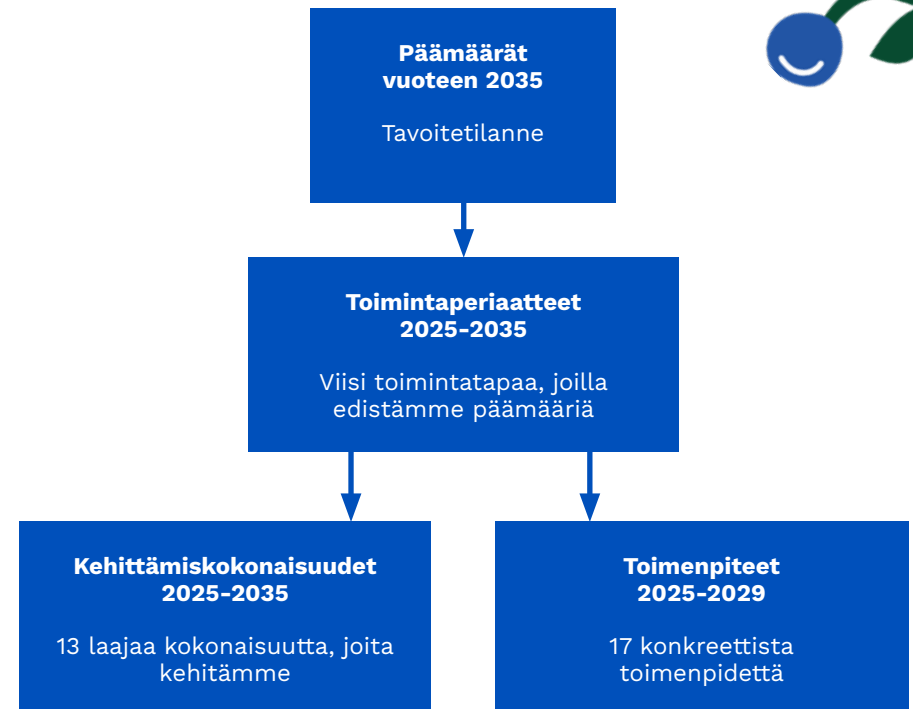 Päämäärät
vuoteen 2035
Tavoitetilanne
Toimintaperiaatteet
2025-2035
Viisi toimintatapaa, joilla
edistämme päämääriä
Kehittämiskokonaisuudet
2025-2035
13 laajaa kokonaisuutta, joita
kehitämme
Toimenpiteet
2025-2029
17 konkreettista
toimenpidettä